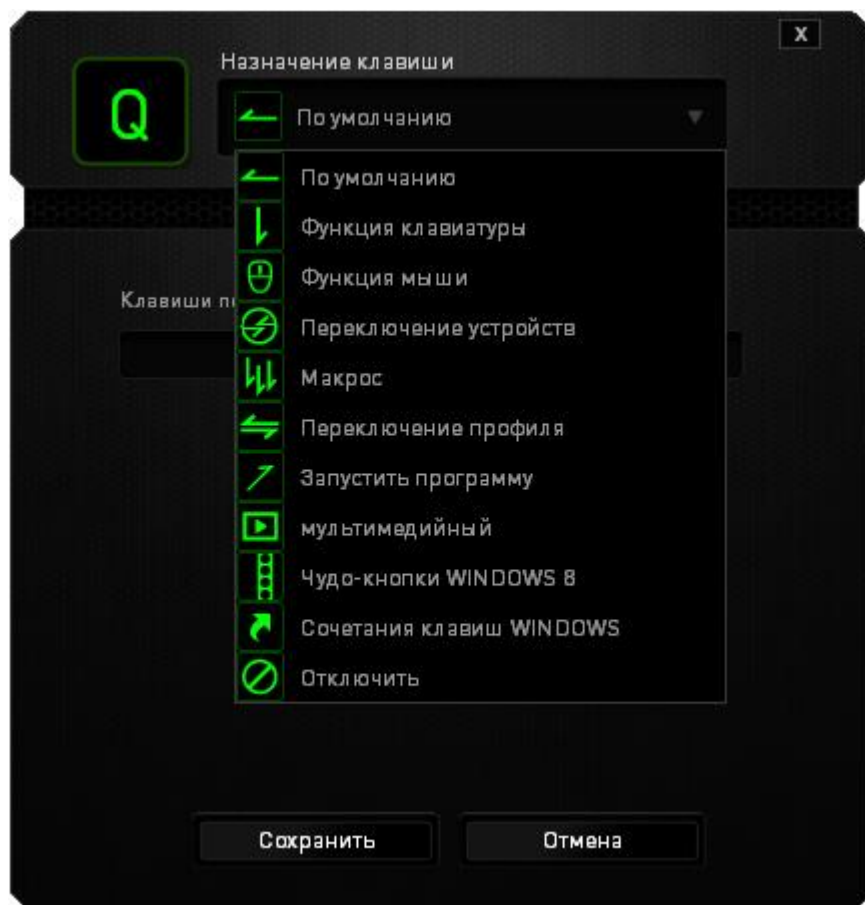 X
Назначение клавиши
Q
По умолчанию
По умолчанию
Функция клавиатуры
Функция мыши
Клавиши
Переключение устройств
Макрос
Переключение профиля
Запустить программу
мультимедийный
Чудо-кнопки WINDOWS 8
Сочетания клавиш WINDOWS
Отключить
Сохранить
Отмена